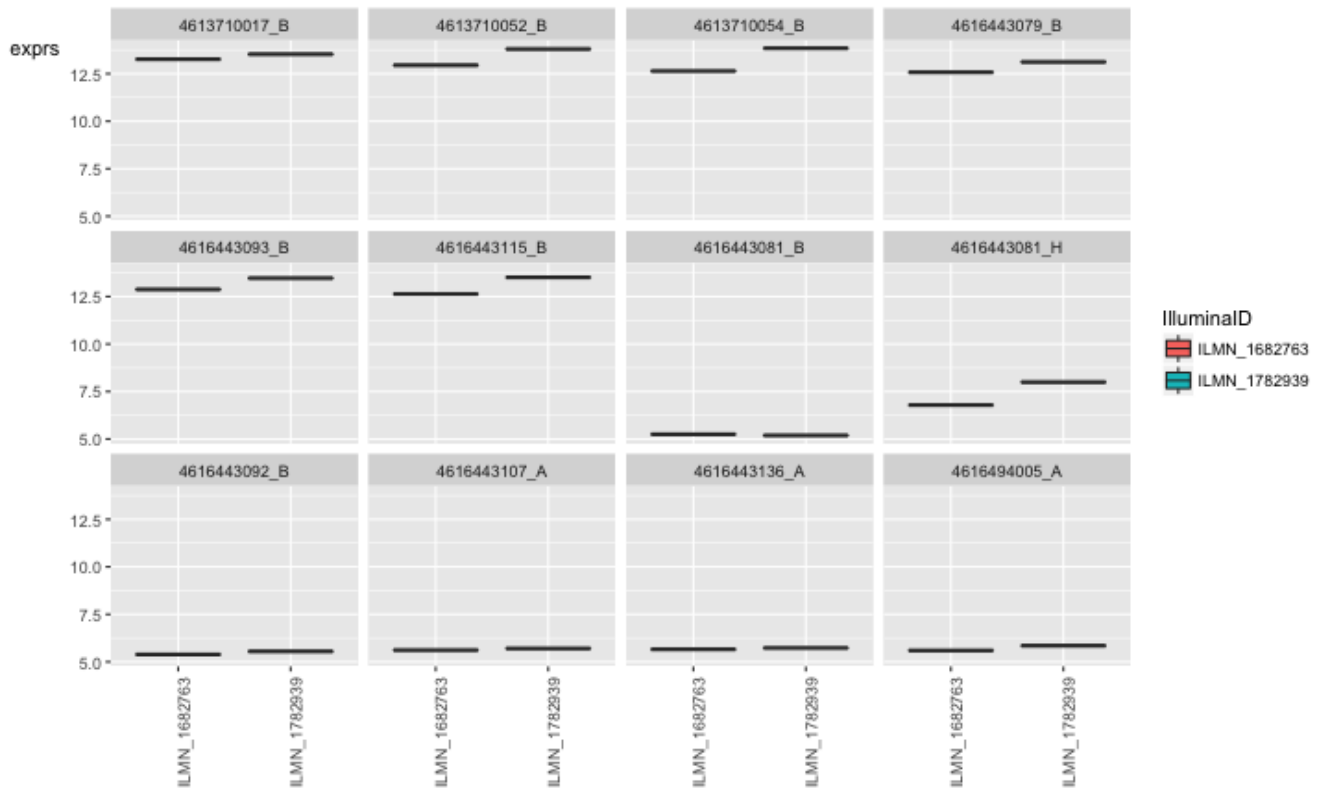 4613710017_B 4613710052_B 4613710054_B 4616443079_B
exprs
12.5
10.0
7.5
5.0
4616443093_B 4616443115_B 4616443081_B 4616443081_H
12.5
10.0
7.5
5.0
IlluminaID
ILMN_1682763
ILMN_1782939
4616443092_B 4616443107_A 4616443136_A 4616494005_A
12.5
10.0
7.5
5.0
ILMN_1682763 ILMN_1782939 ILMN_1682763 ILMN_1782939 ILMN_1682763 ILMN_1782939 ILMN_1682763 ILMN_1782939